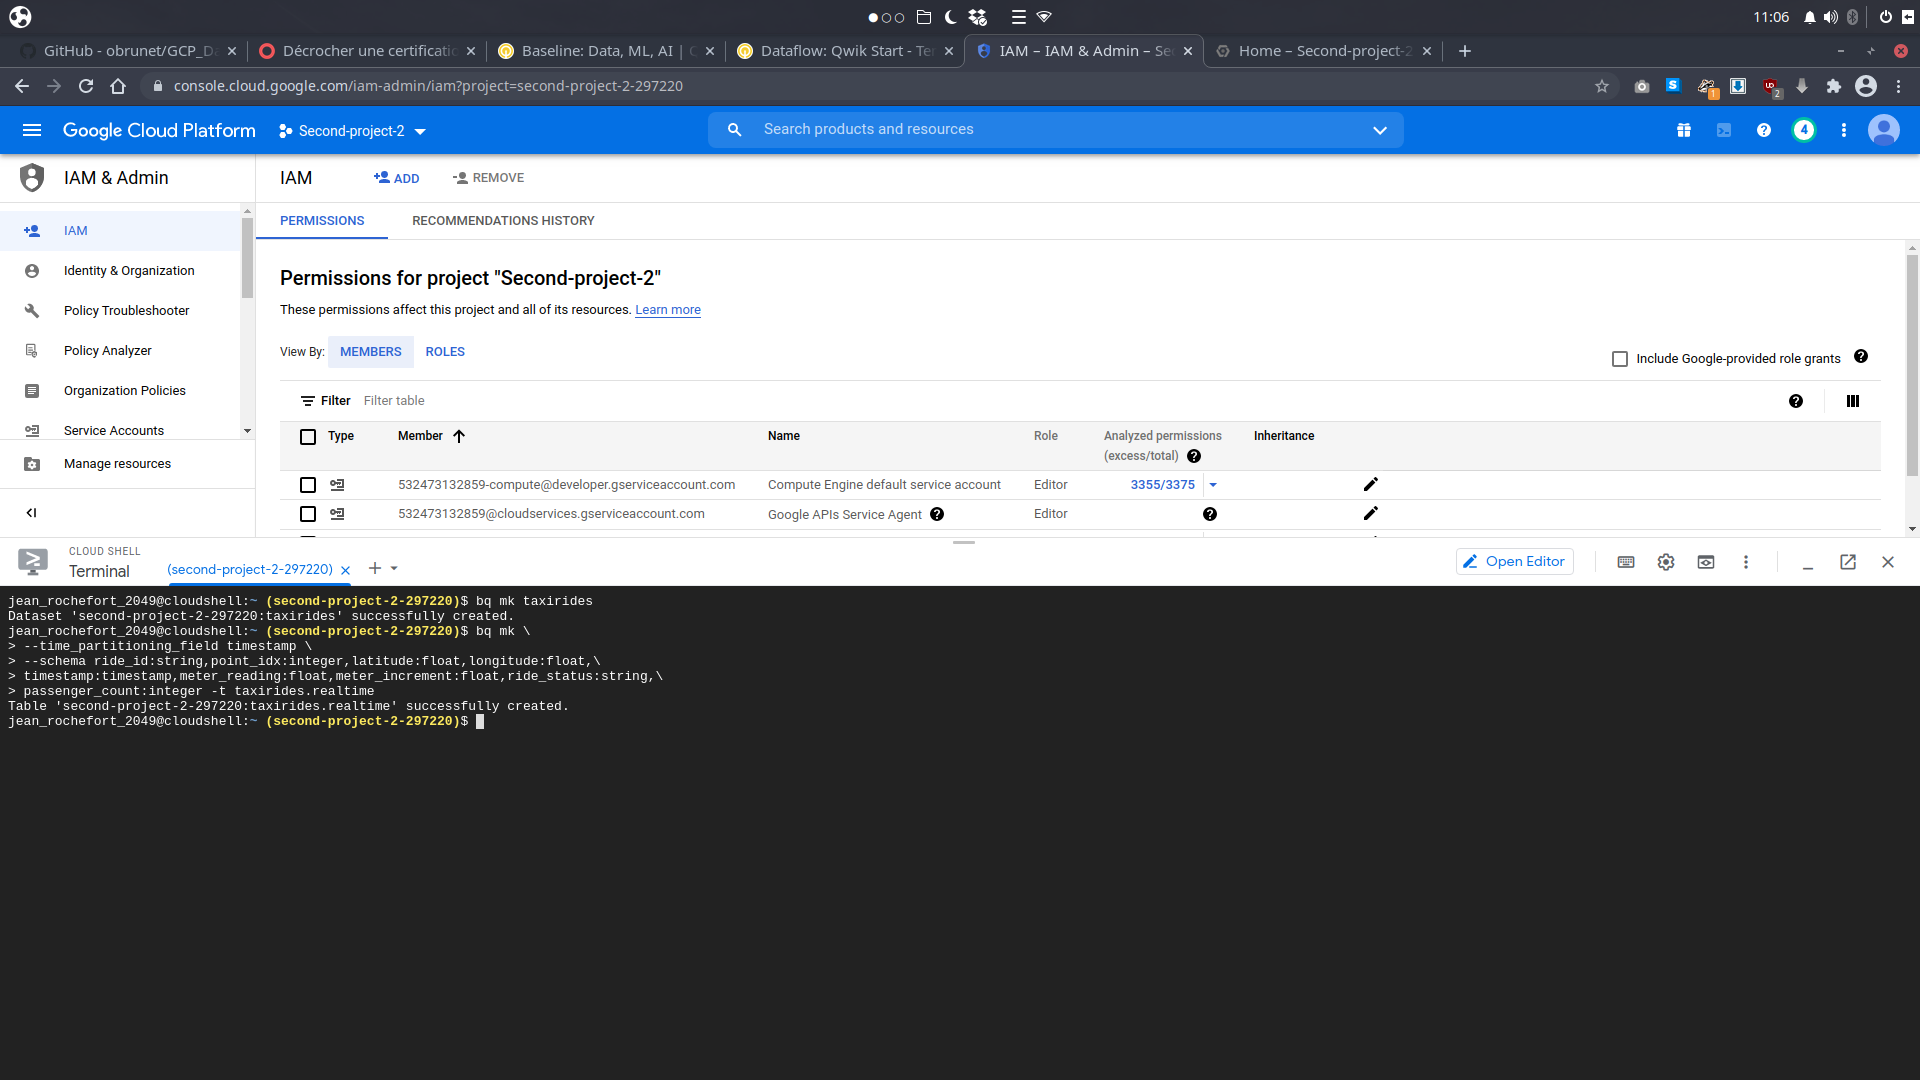 11:06
GitHub - obrunet/GCP_Da
Décrocher une certificatio
Baseline: Data, ML, AI | Q
Dataflow: Qwik Start - Te
IAM – IAM & Admin – Se
Home – Second-project-2
console.cloud.google.com/iam-admin/iam?project=second-project-2-297220
1
2
Google Cloud Platform
Second-project-2
Search products and resources
4
IAM & Admin
IAM
ADD
REMOVE
PERMISSIONS
RECOMMENDATIONS HISTORY
IAM
Identity & Organization
Policy Troubleshooter
Policy Analyzer
Organization Policies
Service Accounts
Manage resources
Permissions for project "Second-project-2"
These permissions affect this project and all of its resources. Learn more
View By: MEMBERS ROLES
Include Google-provided role grants
Filter Filter table
Type Member Name Role Analyzed permissions (excess/total) Inheritance
532473132859-compute@developer.gserviceaccount.com Compute Engine default service account Editor 3355/3375
532473132859@cloudservices.gserviceaccount.com Google APIs Service Agent Editor
CLOUD SHELL
Terminal
(second-project-2-297220)
Open Editor
jean_rochefort_2049@cloudshell:~ (second-project-2-297220)$ bq mk taxirides
Dataset 'second-project-2-297220:taxirides' successfully created.
jean_rochefort_2049@cloudshell:~ (second-project-2-297220)$ bq mk \
> --time_partitioning_field timestamp \
> --schema ride_id:string,point_idx:integer,latitude:float,longitude:float,\
> timestamp:timestamp,meter_reading:float,meter_increment:float,ride_status:string,\
> passenger_count:integer -t taxirides.realtime
Table 'second-project-2-297220:taxirides.realtime' successfully created.
jean_rochefort_2049@cloudshell:~ (second-project-2-297220)$